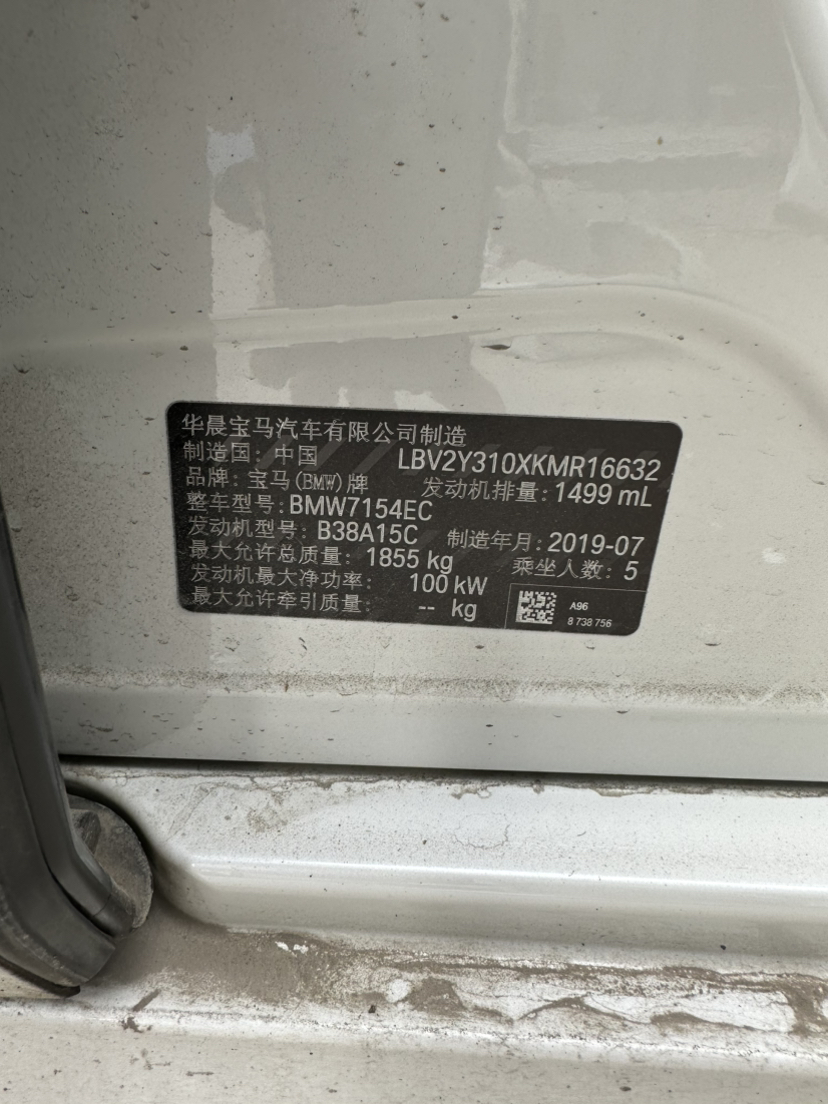 华晨宝马汽车有限公司制造
制造国：中国 LBV2Y310XKMR16632
品牌：宝马(BMW)牌 发动机排量：1499 mL
整车型号：BMW7154EC
发动机型号：B38A15C 制造年月：2019-07
最大允许总质量：1855 kg 乘坐人数：5
发动机最大净功率：100 kW
最大允许牵引质量：-- kg
A96
8 738 756